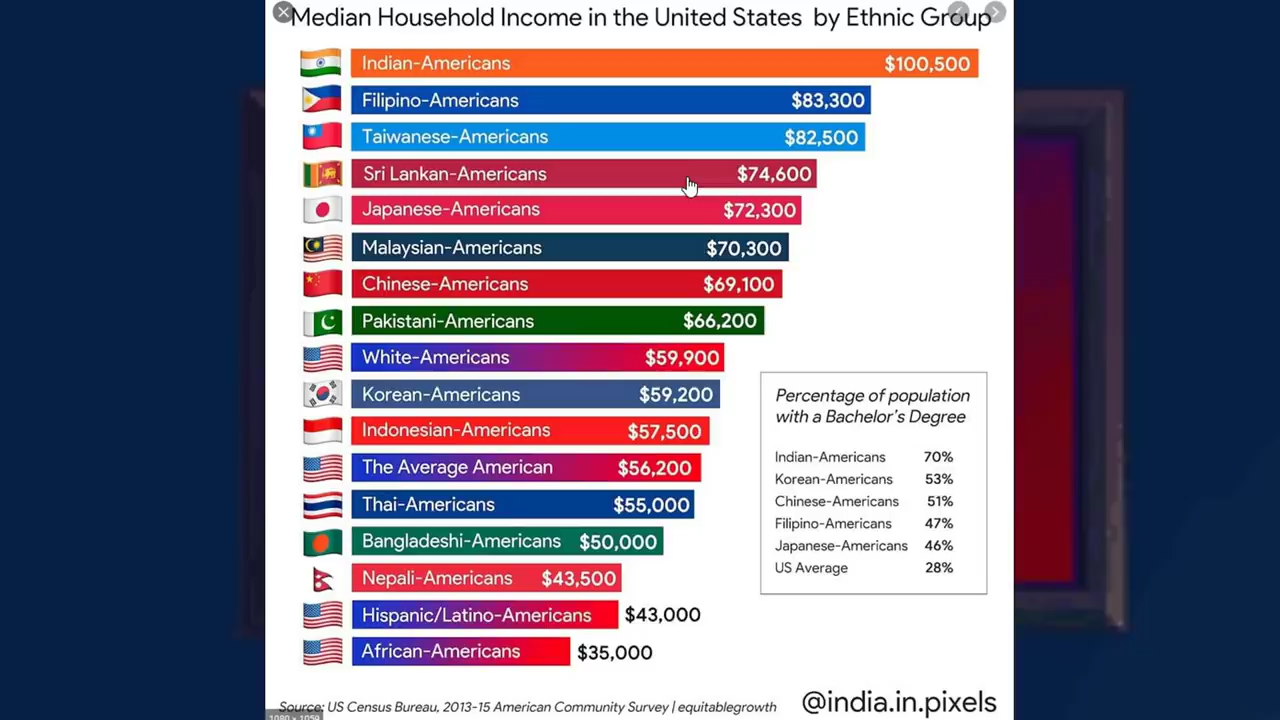 Median Household Income in the United States by Ethnic Group
Indian-Americans $100,500
Filipino-Americans $83,300
Taiwanese-Americans $82,500
Sri Lankan-Americans $74,600
Japanese-Americans $72,300
Malaysian-Americans $70,300
Chinese-Americans $69,100
Pakistani-Americans $66,200
White-Americans $59,900
Korean-Americans $59,200
Indonesian-Americans $57,500
The Average American $56,200
Thai-Americans $55,000
Bangladeshi-Americans $50,000
Nepali-Americans $43,500
Hispanic/Latino-Americans $43,000
African-Americans $35,000
Percentage of population
with a Bachelor's Degree
Indian-Americans 70%
Korean-Americans 53%
Chinese-Americans 51%
Filipino-Americans 47%
Japanese-Americans 46%
US Average 28%
Source: US Census Bureau, 2013-15 American Community Survey | equitablegrowth
@india.in.pixels
1080 × 1059